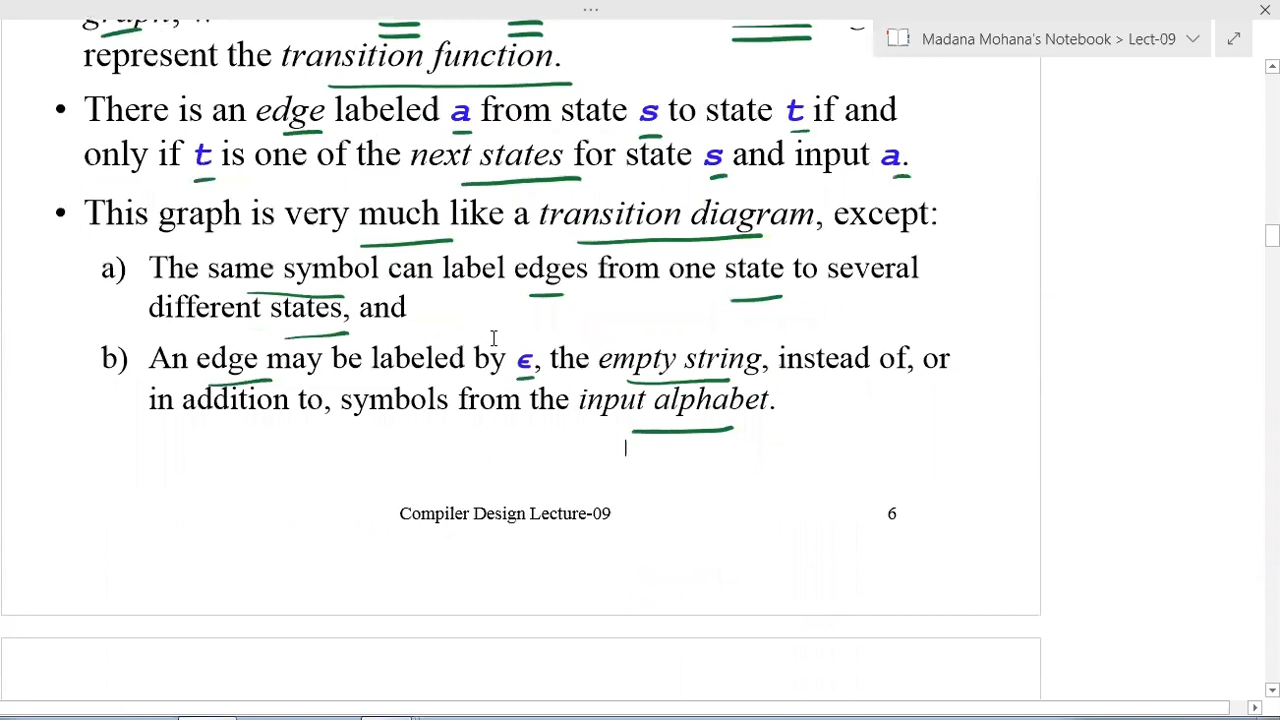 Madana Mohana's Notebook > Lect-09
represent the transition function.
• There is an edge labeled a from state s to state t if and
only if t is one of the next states for state s and input a.
• This graph is very much like a transition diagram, except:
a) The same symbol can label edges from one state to several
different states, and
b) An edge may be labeled by ϵ, the empty string, instead of, or
in addition to, symbols from the input alphabet.
Compiler Design Lecture-09 6